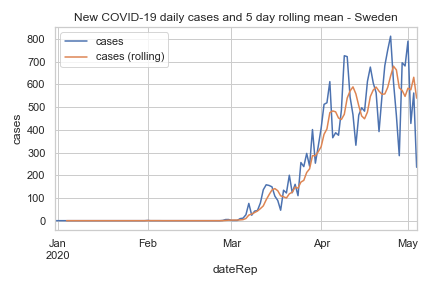 New COVID-19 daily cases and 5 day rolling mean - Sweden
cases
cases (rolling)
800
700
600
500
400
300
200
100
0
cases
Jan Feb Mar Apr May
2020
dateRep